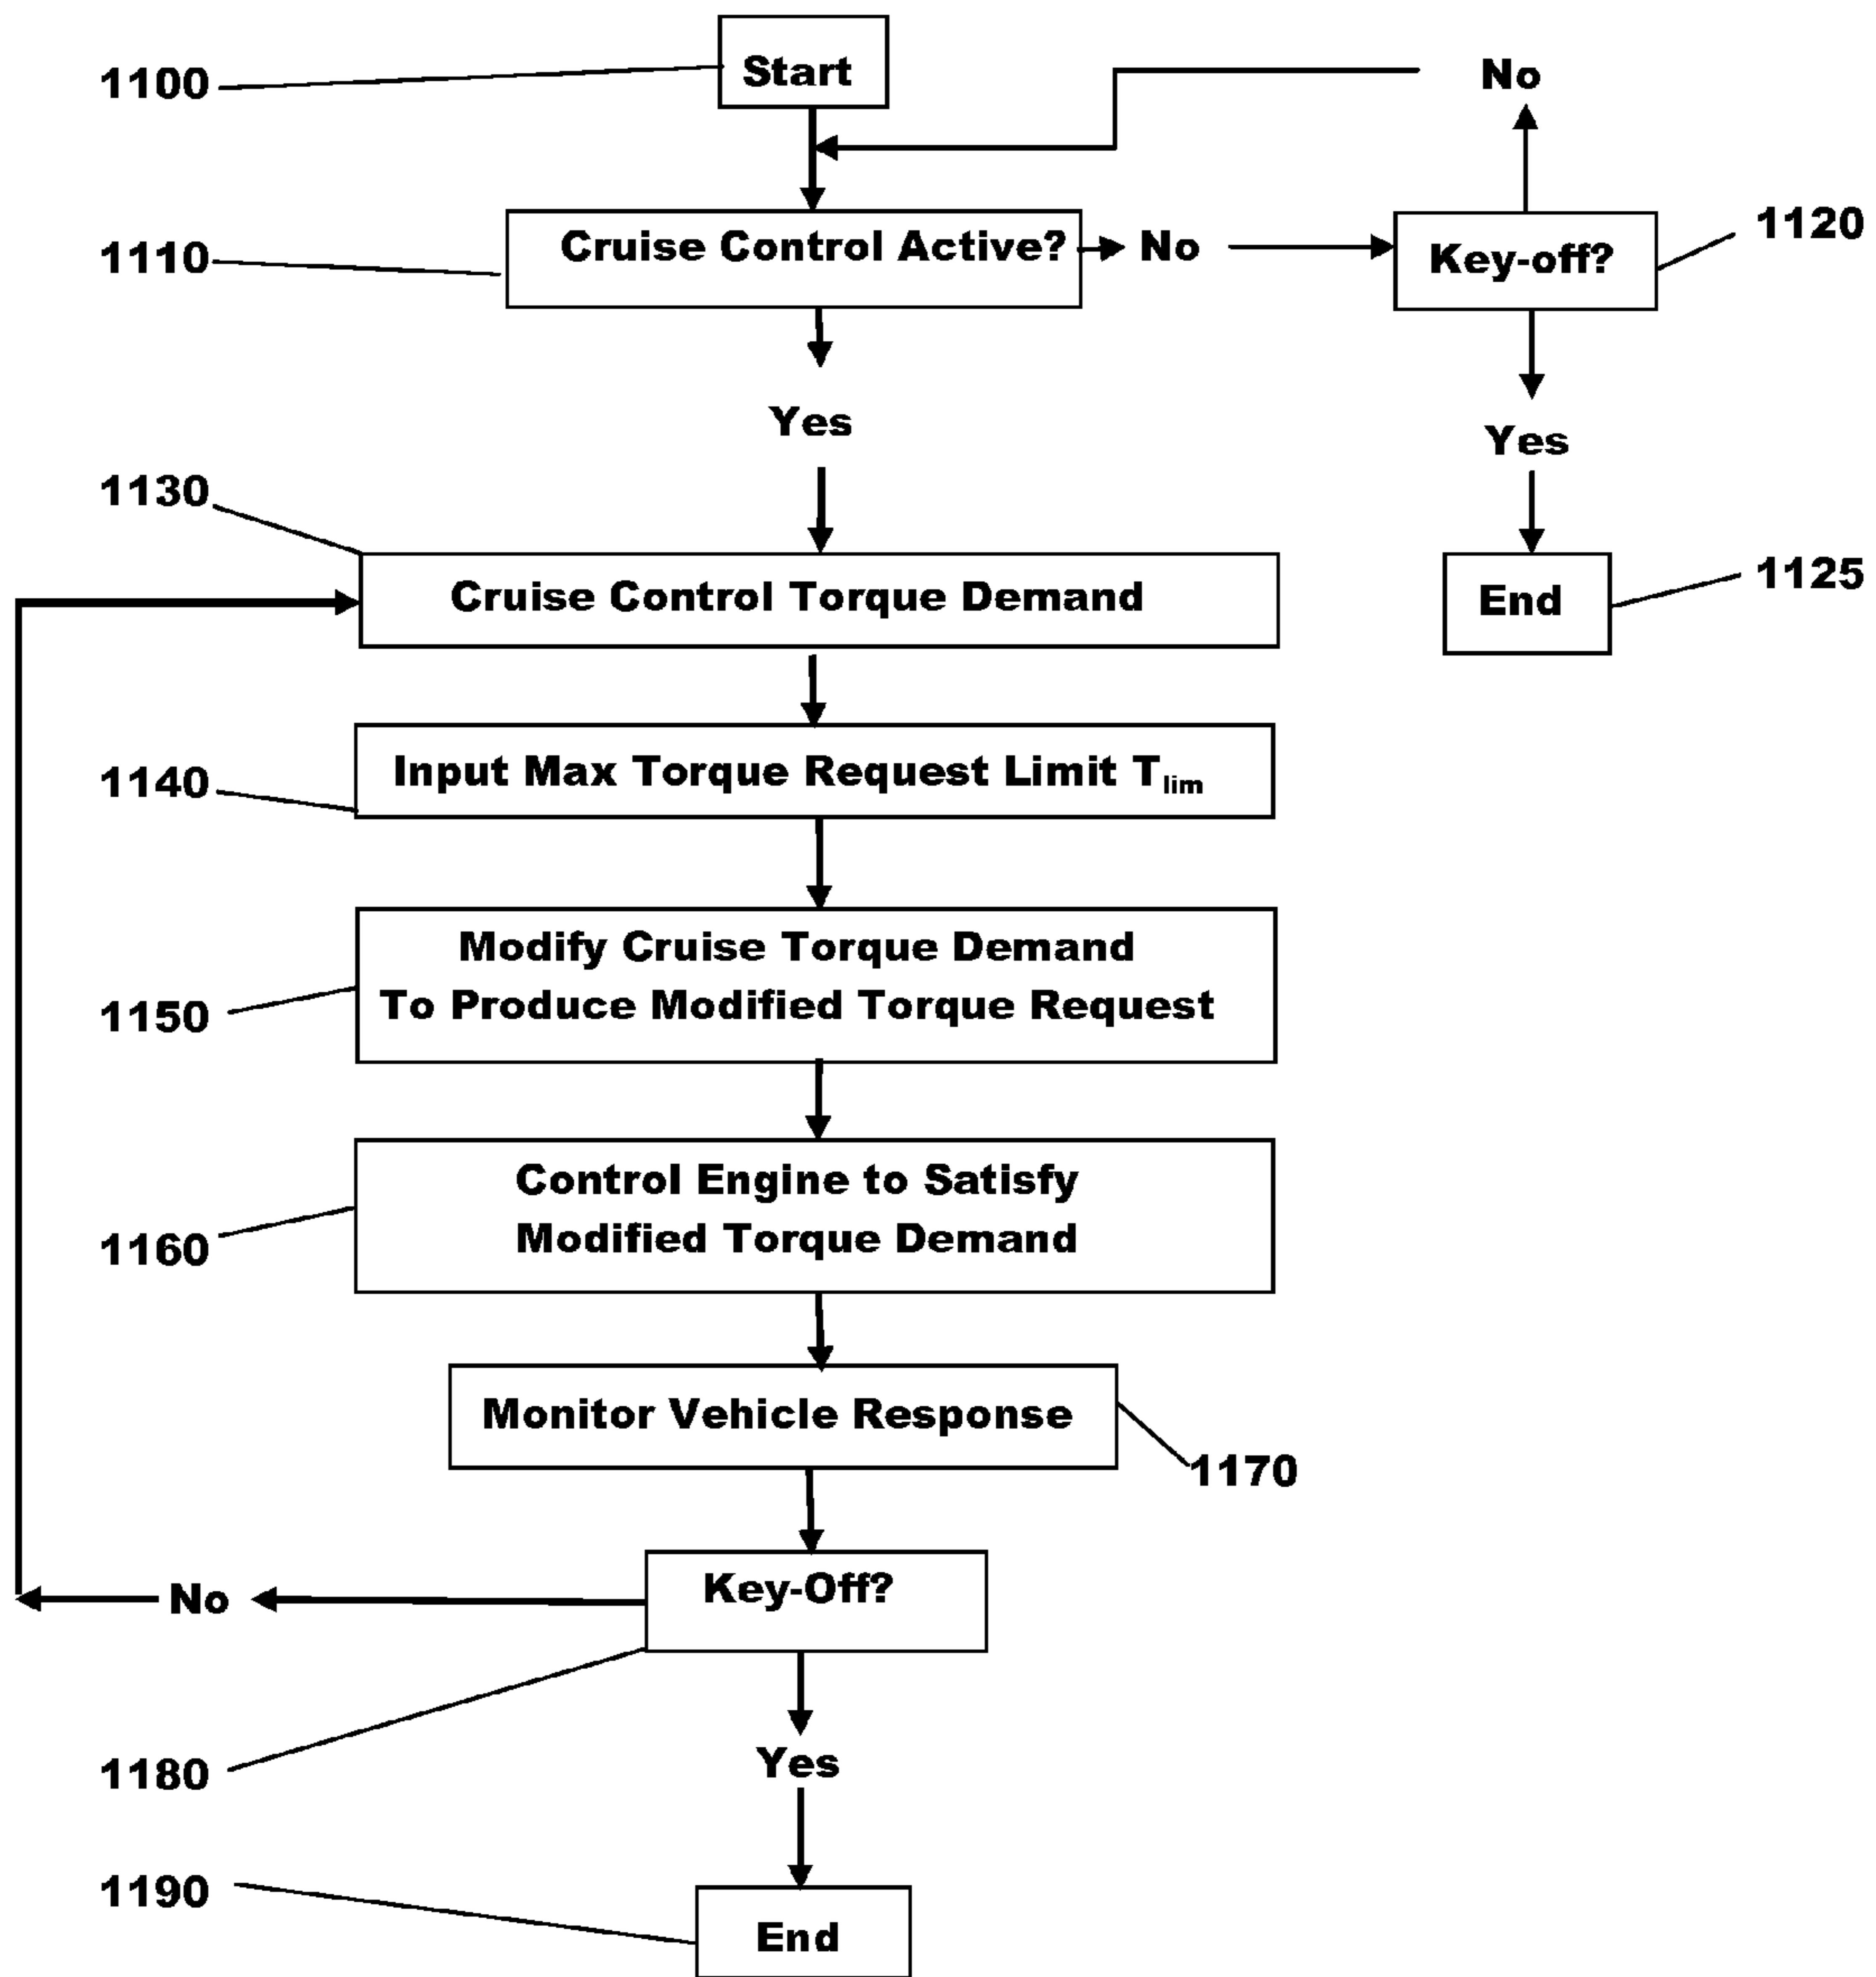 1100
Start
No
1110
Cruise Control Active?
No
Key-off?
1120
Yes
Yes
1130
Cruise Control Torque Demand
End
1125
1140
Input Max Torque Request Limit Tlim
1150
Modify Cruise Torque Demand
To Produce Modified Torque Request
1160
Control Engine to Satisfy
Modified Torque Demand
Monitor Vehicle Response
1170
Key-Off?
No
1180
Yes
1190
End